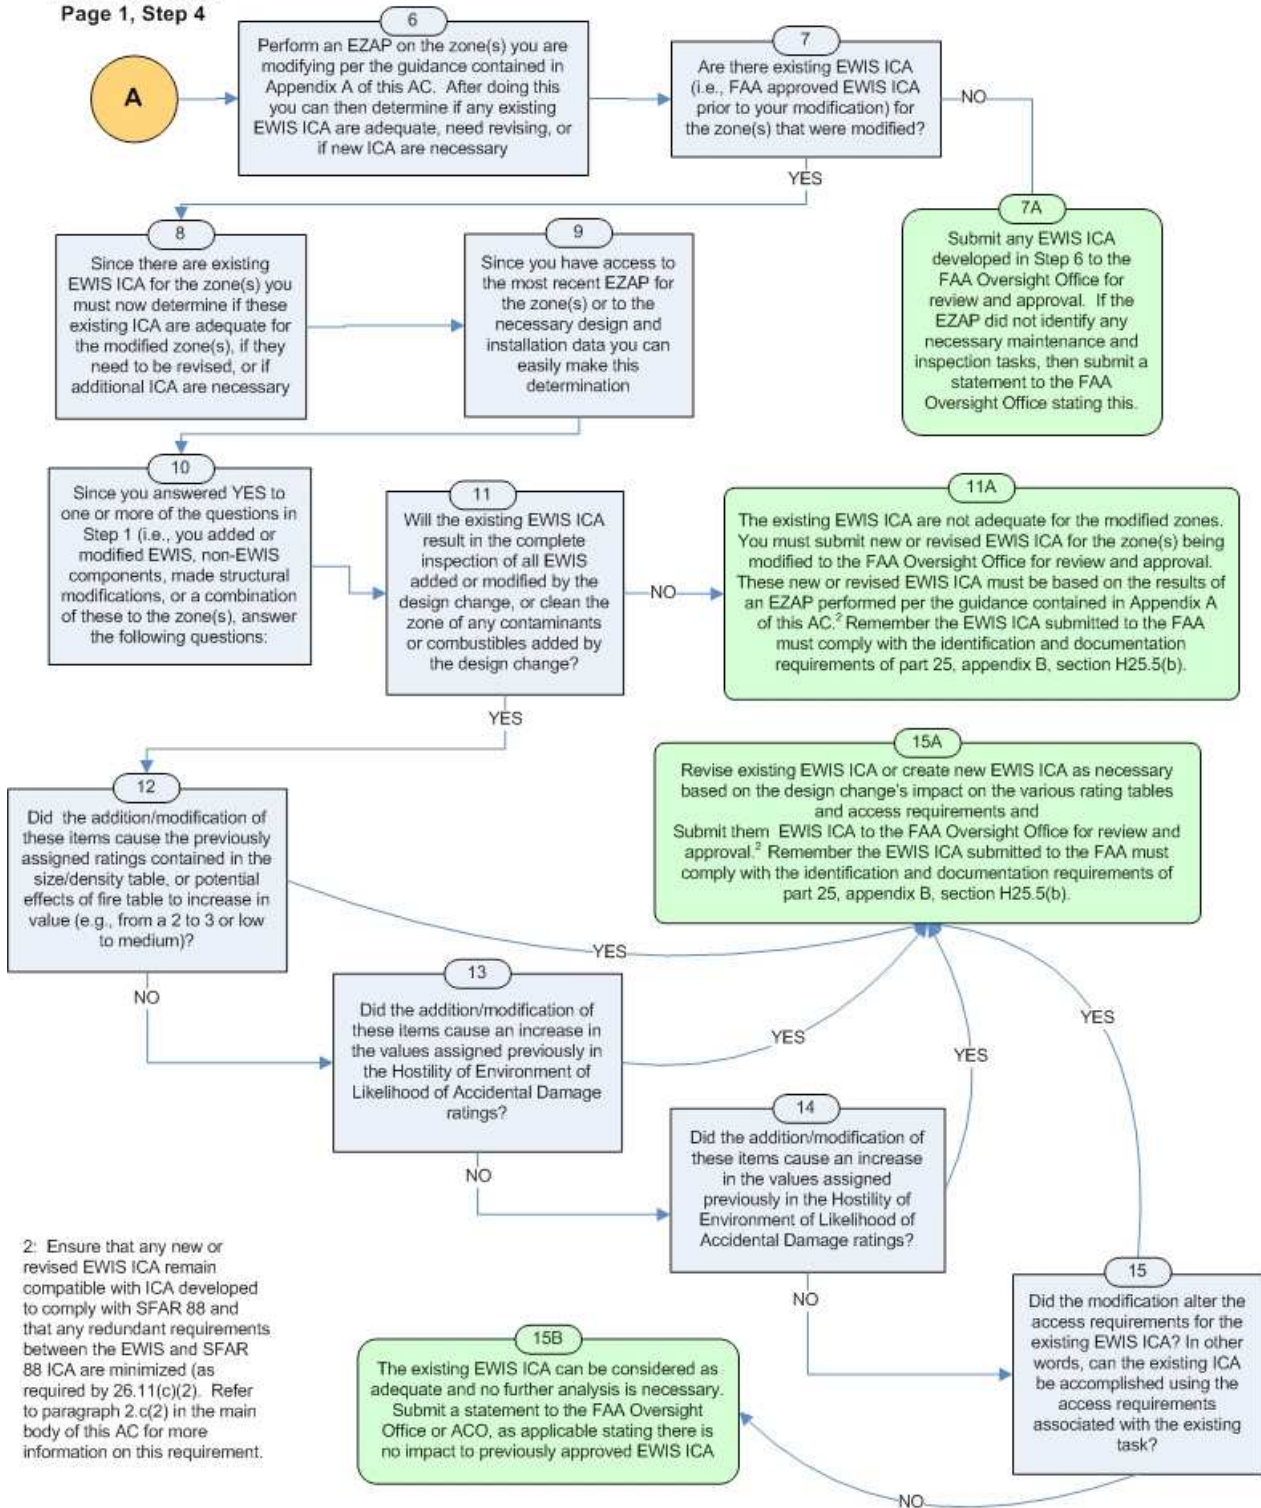 Page 1, Step 4
A
6
Perform an EZAP on the zone(s) you are
modifying per the guidance contained in
Appendix A of this AC. After doing this
you can then determine if any existing
EWIS ICA are adequate, need revising, or
if new ICA are necessary
7
Are there existing EWIS ICA
(i.e., FAA approved EWIS ICA
prior to your modification) for
the zone(s) that were modified?
NO
YES
7A
Submit any EWIS ICA
developed in Step 6 to the
FAA Oversight Office for
review and approval. If the
EZAP did not identify any
necessary maintenance and
inspection tasks, then submit a
statement to the FAA
Oversight Office stating this.
8
Since there are existing
EWIS ICA for the zone(s) you
must now determine if these
existing ICA are adequate for
the modified zone(s), if they
need to be revised, or if
additional ICA are necessary
9
Since you have access to
the most recent EZAP for
the zone(s) or to the
necessary design and
installation data you can
easily make this
determination
10
Since you answered YES to
one or more of the questions in
Step 1 (i.e., you added or
modified EWIS, non-EWIS
components, made structural
modifications, or a combination
of these to the zone(s), answer
the following questions:
11
Will the existing EWIS ICA
result in the complete
inspection of all EWIS
added or modified by the
design change, or clean the
zone of any contaminants
or combustibles added by
the design change?
NO
YES
11A
The existing EWIS ICA are not adequate for the modified zones.
You must submit new or revised EWIS ICA for the zone(s) being
modified to the FAA Oversight Office for review and approval.
These new or revised EWIS ICA must be based on the results of
an EZAP performed per the guidance contained in Appendix A
of this AC.² Remember the EWIS ICA submitted to the FAA
must comply with the identification and documentation
requirements of part 25, appendix B, section H25.5(b).
12
Did the addition/modification of
these items cause the previously
assigned ratings contained in the
size/density table, or potential
effects of fire table to increase in
value (e.g., from a 2 to 3 or low
to medium)?
YES
NO
15A
Revise existing EWIS ICA or create new EWIS ICA as necessary
based on the design change's impact on the various rating tables
and access requirements and
Submit them EWIS ICA to the FAA Oversight Office for review and
approval.² Remember the EWIS ICA submitted to the FAA must
comply with the identification and documentation requirements of
part 25, appendix B, section H25.5(b).
13
Did the addition/modification of
these items cause an increase in
the values assigned previously in
the Hostility of Environment of
Likelihood of Accidental Damage
ratings?
YES
NO
14
Did the addition/modification of
these items cause an increase
in the values assigned
previously in the Hostility of
Environment of Likelihood of
Accidental Damage ratings?
YES
NO
15
Did the modification alter the
access requirements for the
existing EWIS ICA? In other
words, can the existing ICA
be accomplished using the
access requirements
associated with the existing
task?
YES
NO
15B
The existing EWIS ICA can be considered as
adequate and no further analysis is necessary.
Submit a statement to the FAA Oversight
Office or ACO, as applicable stating there is
no impact to previously approved EWIS ICA
2: Ensure that any new or
revised EWIS ICA remain
compatible with ICA developed
to comply with SFAR 88 and
that any redundant requirements
between the EWIS and SFAR
88 ICA are minimized (as
required by 26.11(c)(2). Refer
to paragraph 2.c(2) in the main
body of this AC for more
information on this requirement.